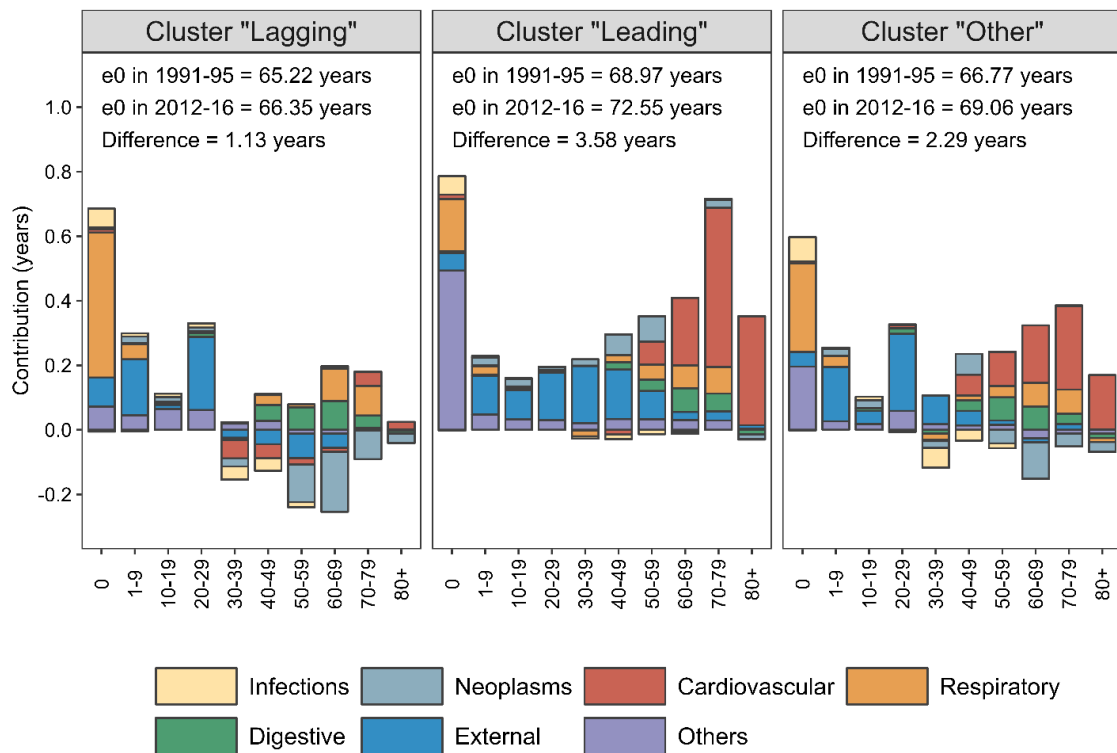 Cluster "Lagging"
Cluster "Leading"
Cluster "Other"
e0 in 1991-95 = 65.22 years
e0 in 2012-16 = 66.35 years
Difference = 1.13 years
e0 in 1991-95 = 68.97 years
e0 in 2012-16 = 72.55 years
Difference = 3.58 years
e0 in 1991-95 = 66.77 years
e0 in 2012-16 = 69.06 years
Difference = 2.29 years
Contribution (years)
1.0
0.8
0.6
0.4
0.2
0.0
-0.2
0 1-9 10-19 20-29 30-39 40-49 50-59 60-69 70-79 80+
0 1-9 10-19 20-29 30-39 40-49 50-59 60-69 70-79 80+
0 1-9 10-19 20-29 30-39 40-49 50-59 60-69 70-79 80+
Infections Neoplasms Cardiovascular Respiratory
Digestive External Others